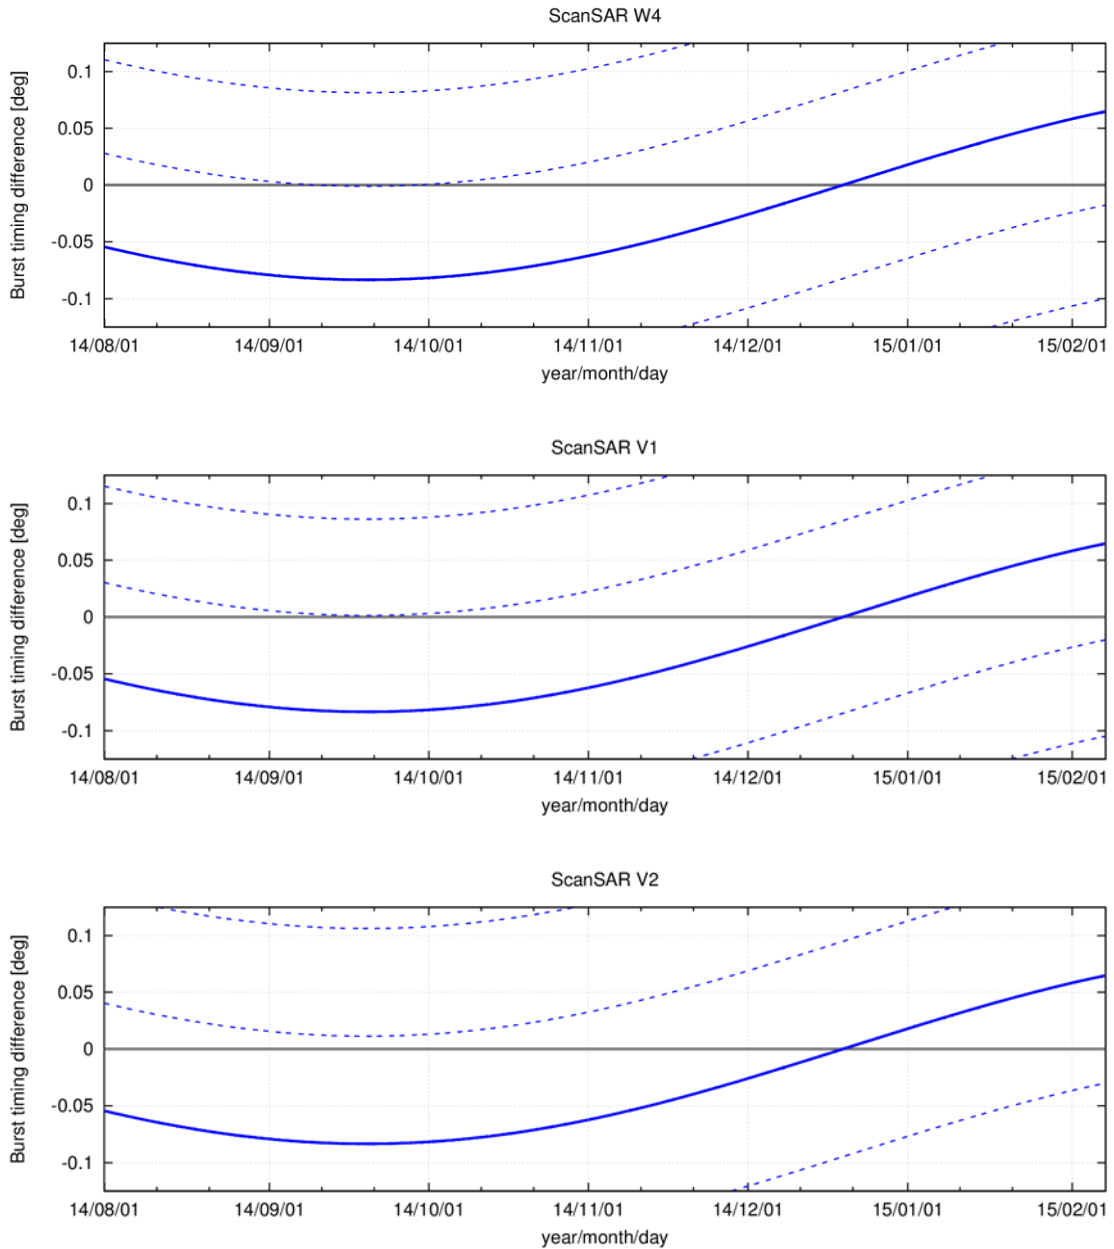 ScanSAR W4
Burst timing difference [deg]
0.1
0.05
0
-0.05
-0.1
14/08/01 14/09/01 14/10/01 14/11/01 14/12/01 15/01/01 15/02/01
year/month/day
ScanSAR V1
Burst timing difference [deg]
0.1
0.05
0
-0.05
-0.1
14/08/01 14/09/01 14/10/01 14/11/01 14/12/01 15/01/01 15/02/01
year/month/day
ScanSAR V2
Burst timing difference [deg]
0.1
0.05
0
-0.05
-0.1
14/08/01 14/09/01 14/10/01 14/11/01 14/12/01 15/01/01 15/02/01
year/month/day